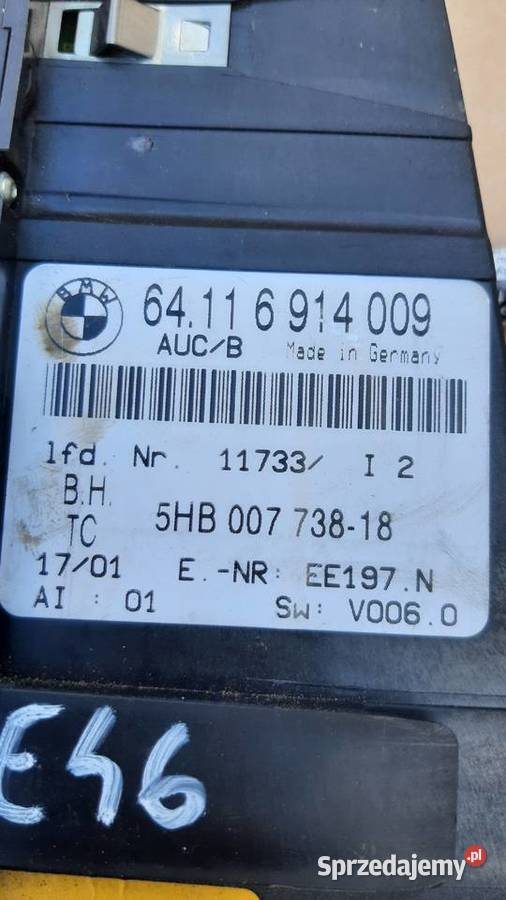 BMW
64.11 6 914 009
AUC/B Made in Germany
lfd. Nr. 11733/ I 2
B.H.
TC 5HB 007 738-18
17/01 E.-NR: EE197.N
AI : 01 Sw: V006.0
E46
Sprzedajemy.pl